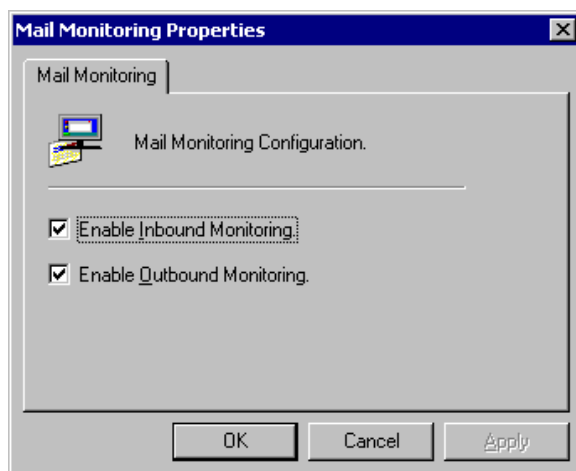 Mail Monitoring Properties
Mail Monitoring
Mail Monitoring Configuration.
Enable Inbound Monitoring.
Enable Outbound Monitoring.
OK
Cancel
Apply